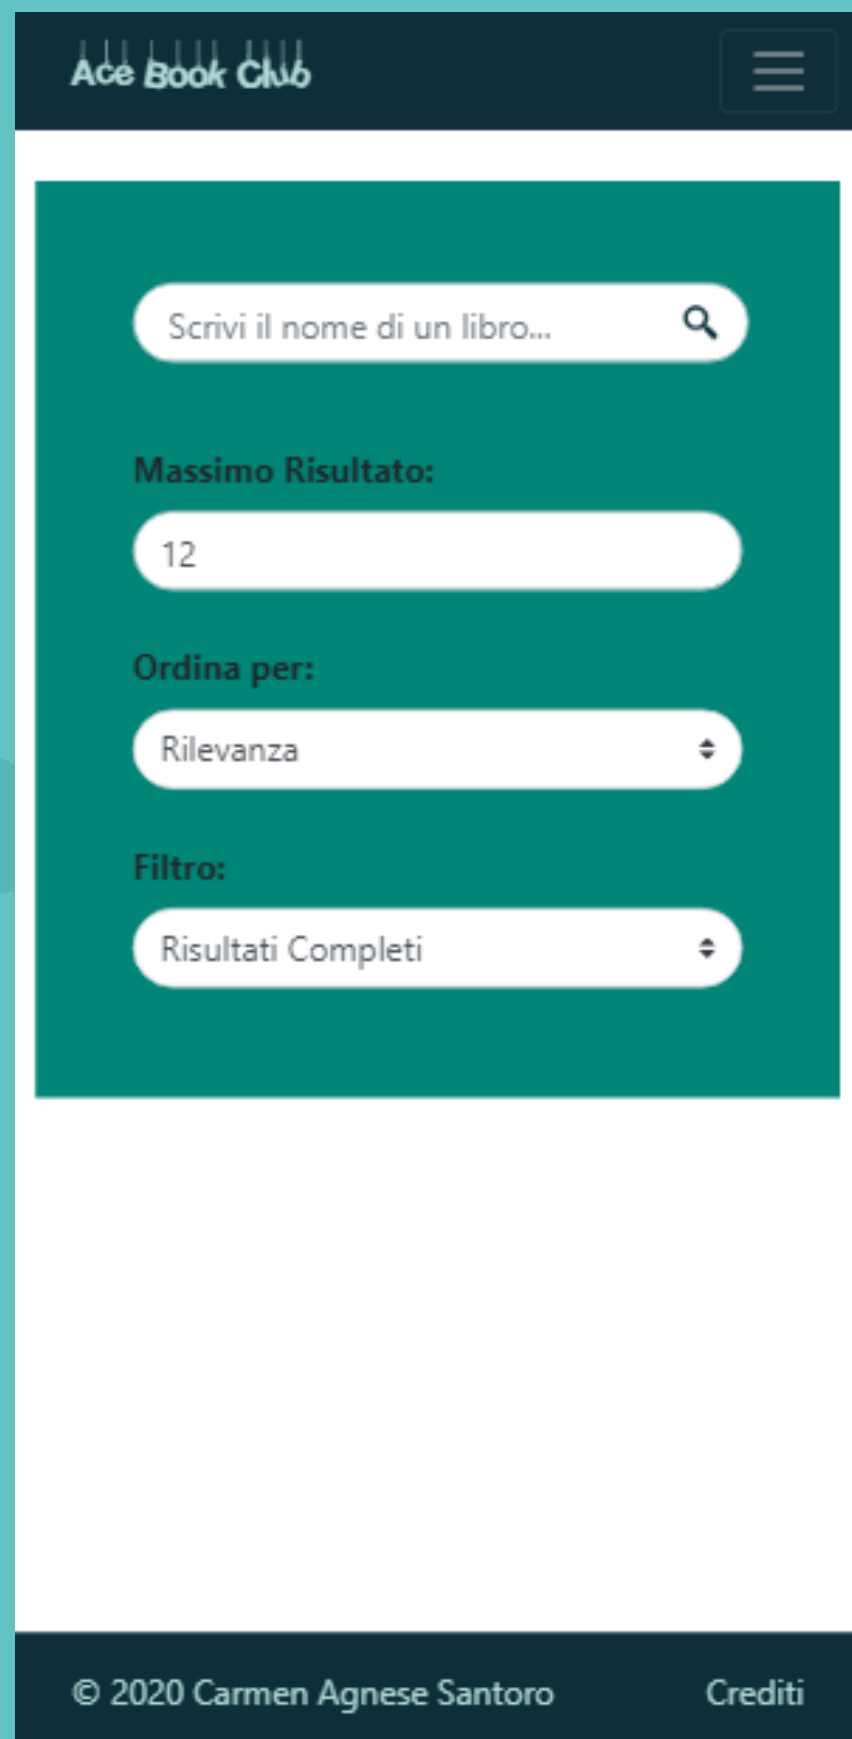 Ace Book Club
Scrivi il nome di un libro...
Massimo Risultato:
12
Ordina per:
Rilevanza
Filtro:
Risultati Completi
© 2020 Carmen Agnese Santoro
Crediti